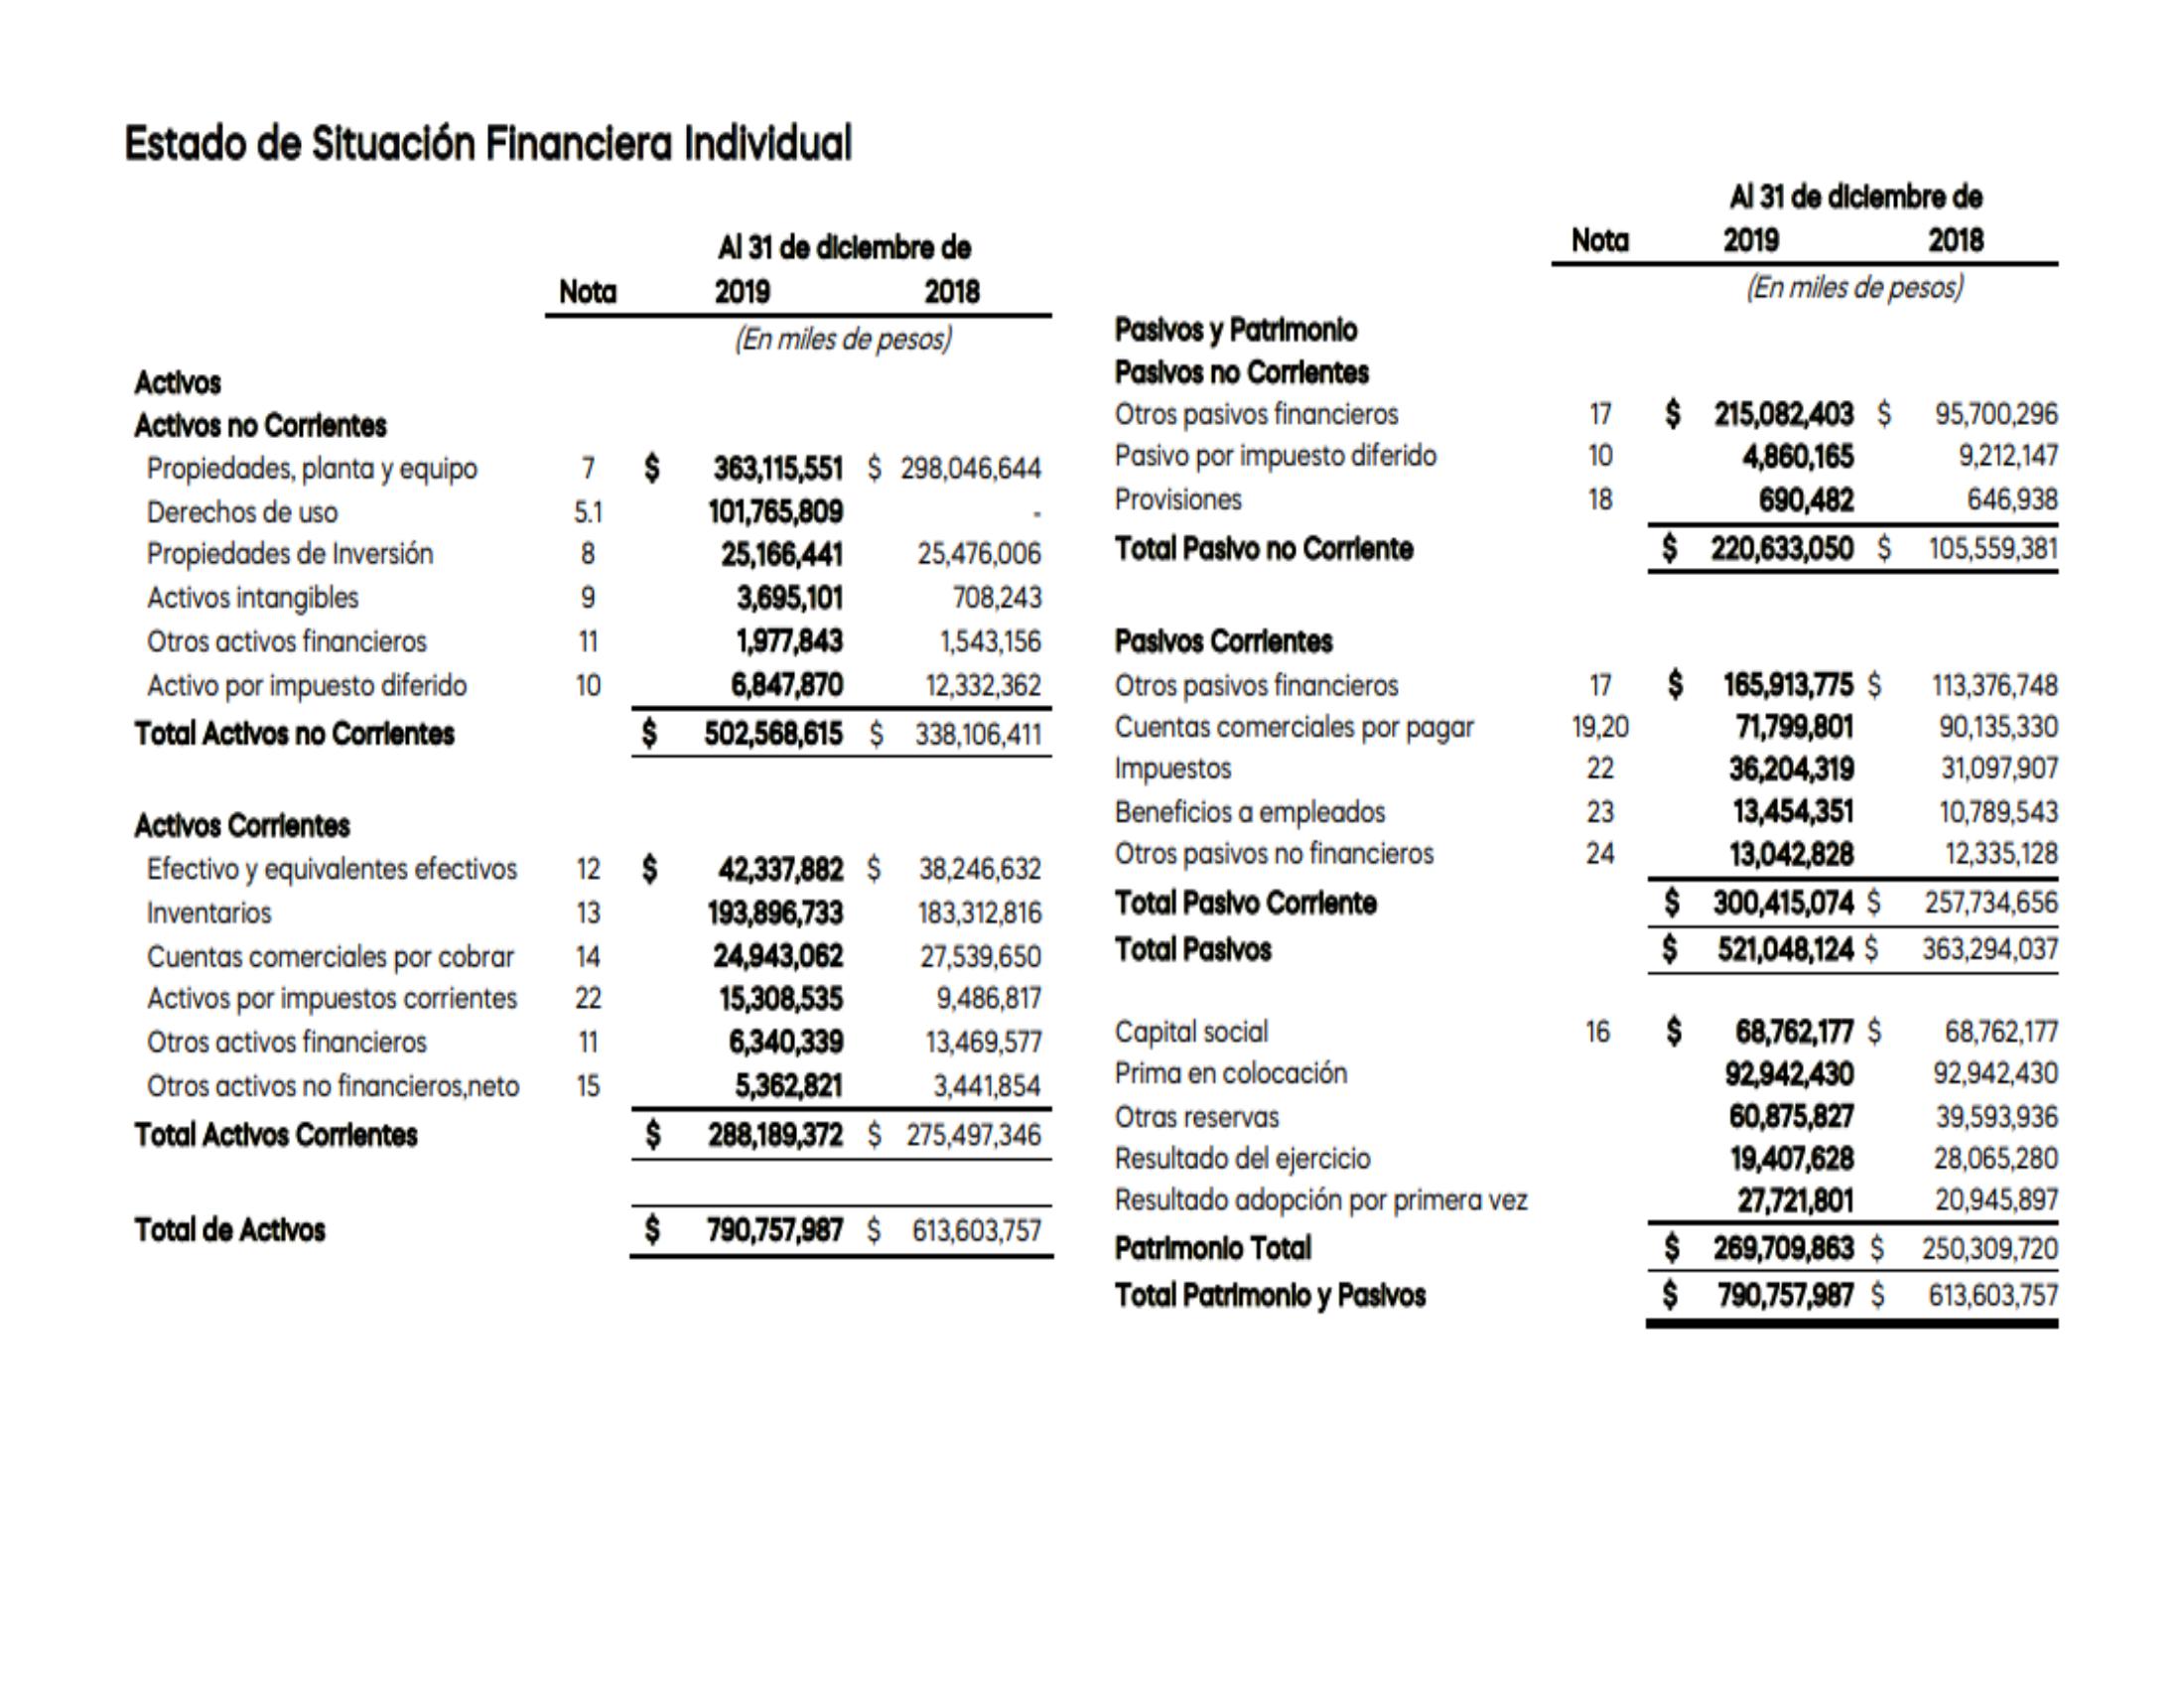 Estado de Situación Financiera Individual
Al 31 de diciembre de
Nota 2019 2018
(En miles de pesos)
Activos
Activos no Corrientes
Propiedades, planta y equipo 7 $ 363,115,551 $ 298,046,644
Derechos de uso 5.1 101,765,809 -
Propiedades de Inversión 8 25,166,441 25,476,006
Activos intangibles 9 3,695,101 708,243
Otros activos financieros 11 1,977,843 1,543,156
Activo por impuesto diferido 10 6,847,870 12,332,362
Total Activos no Corrientes $ 502,568,615 $ 338,106,411
Activos Corrientes
Efectivo y equivalentes efectivos 12 $ 42,337,882 $ 38,246,632
Inventarios 13 193,896,733 183,312,816
Cuentas comerciales por cobrar 14 24,943,062 27,539,650
Activos por impuestos corrientes 22 15,308,535 9,486,817
Otros activos financieros 11 6,340,339 13,469,577
Otros activos no financieros,neto 15 5,362,821 3,441,854
Total Activos Corrientes $ 288,189,372 $ 275,497,346
Total de Activos $ 790,757,987 $ 613,603,757
Al 31 de diciembre de
Nota 2019 2018
(En miles de pesos)
Pasivos y Patrimonio
Pasivos no Corrientes
Otros pasivos financieros 17 $ 215,082,403 $ 95,700,296
Pasivo por impuesto diferido 10 4,860,165 9,212,147
Provisiones 18 690,482 646,938
Total Pasivo no Corriente $ 220,633,050 $ 105,559,381
Pasivos Corrientes
Otros pasivos financieros 17 $ 165,913,775 $ 113,376,748
Cuentas comerciales por pagar 19,20 71,799,801 90,135,330
Impuestos 22 36,204,319 31,097,907
Beneficios a empleados 23 13,454,351 10,789,543
Otros pasivos no financieros 24 13,042,828 12,335,128
Total Pasivo Corriente $ 300,415,074 $ 257,734,656
Total Pasivos $ 521,048,124 $ 363,294,037
Capital social 16 $ 68,762,177 $ 68,762,177
Prima en colocación 92,942,430 92,942,430
Otras reservas 60,875,827 39,593,936
Resultado del ejercicio 19,407,628 28,065,280
Resultado adopción por primera vez 27,721,801 20,945,897
Patrimonio Total $ 269,709,863 $ 250,309,720
Total Patrimonio y Pasivos $ 790,757,987 $ 613,603,757